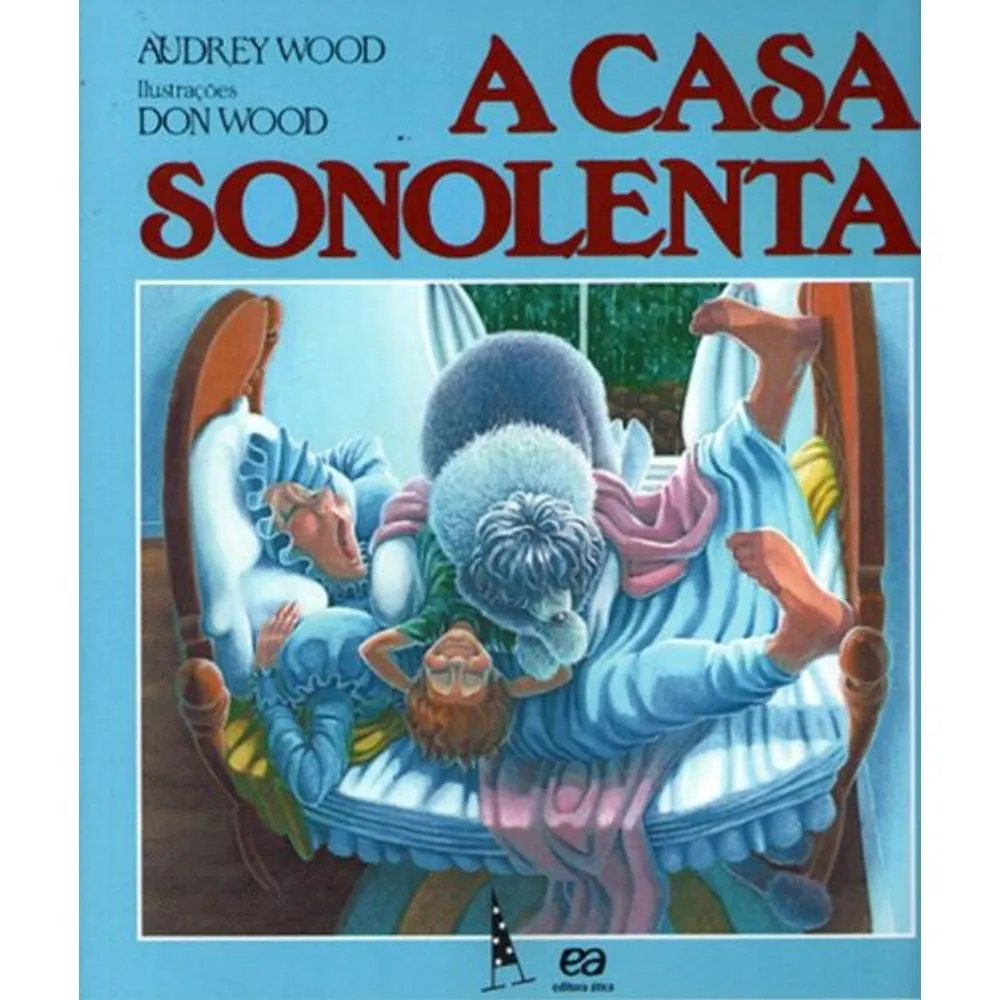 AUDREY WOOD
Ilustrações
DON WOOD
A CASA
SONOLENTA
ea
editora ática